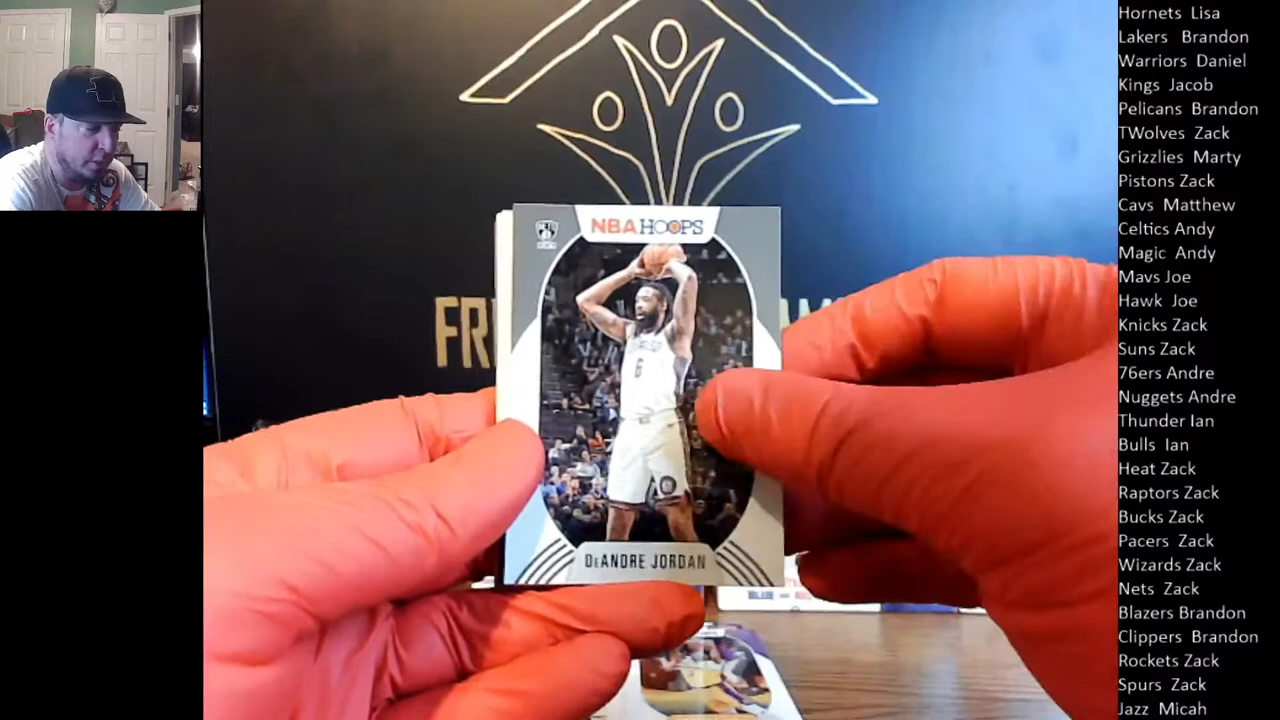 NBA HOOPS
NETS
FRI
AM
DeANDRE JORDAN
Hornets Lisa
Lakers Brandon
Warriors Daniel
Kings Jacob
Pelicans Brandon
TWolves Zack
Grizzlies Marty
Pistons Zack
Cavs Matthew
Celtics Andy
Magic Andy
Mavs Joe
Hawk Joe
Knicks Zack
Suns Zack
76ers Andre
Nuggets Andre
Thunder Ian
Bulls Ian
Heat Zack
Raptors Zack
Bucks Zack
Pacers Zack
Wizards Zack
Nets Zack
Blazers Brandon
Clippers Brandon
Rockets Zack
Spurs Zack
Jazz Micah